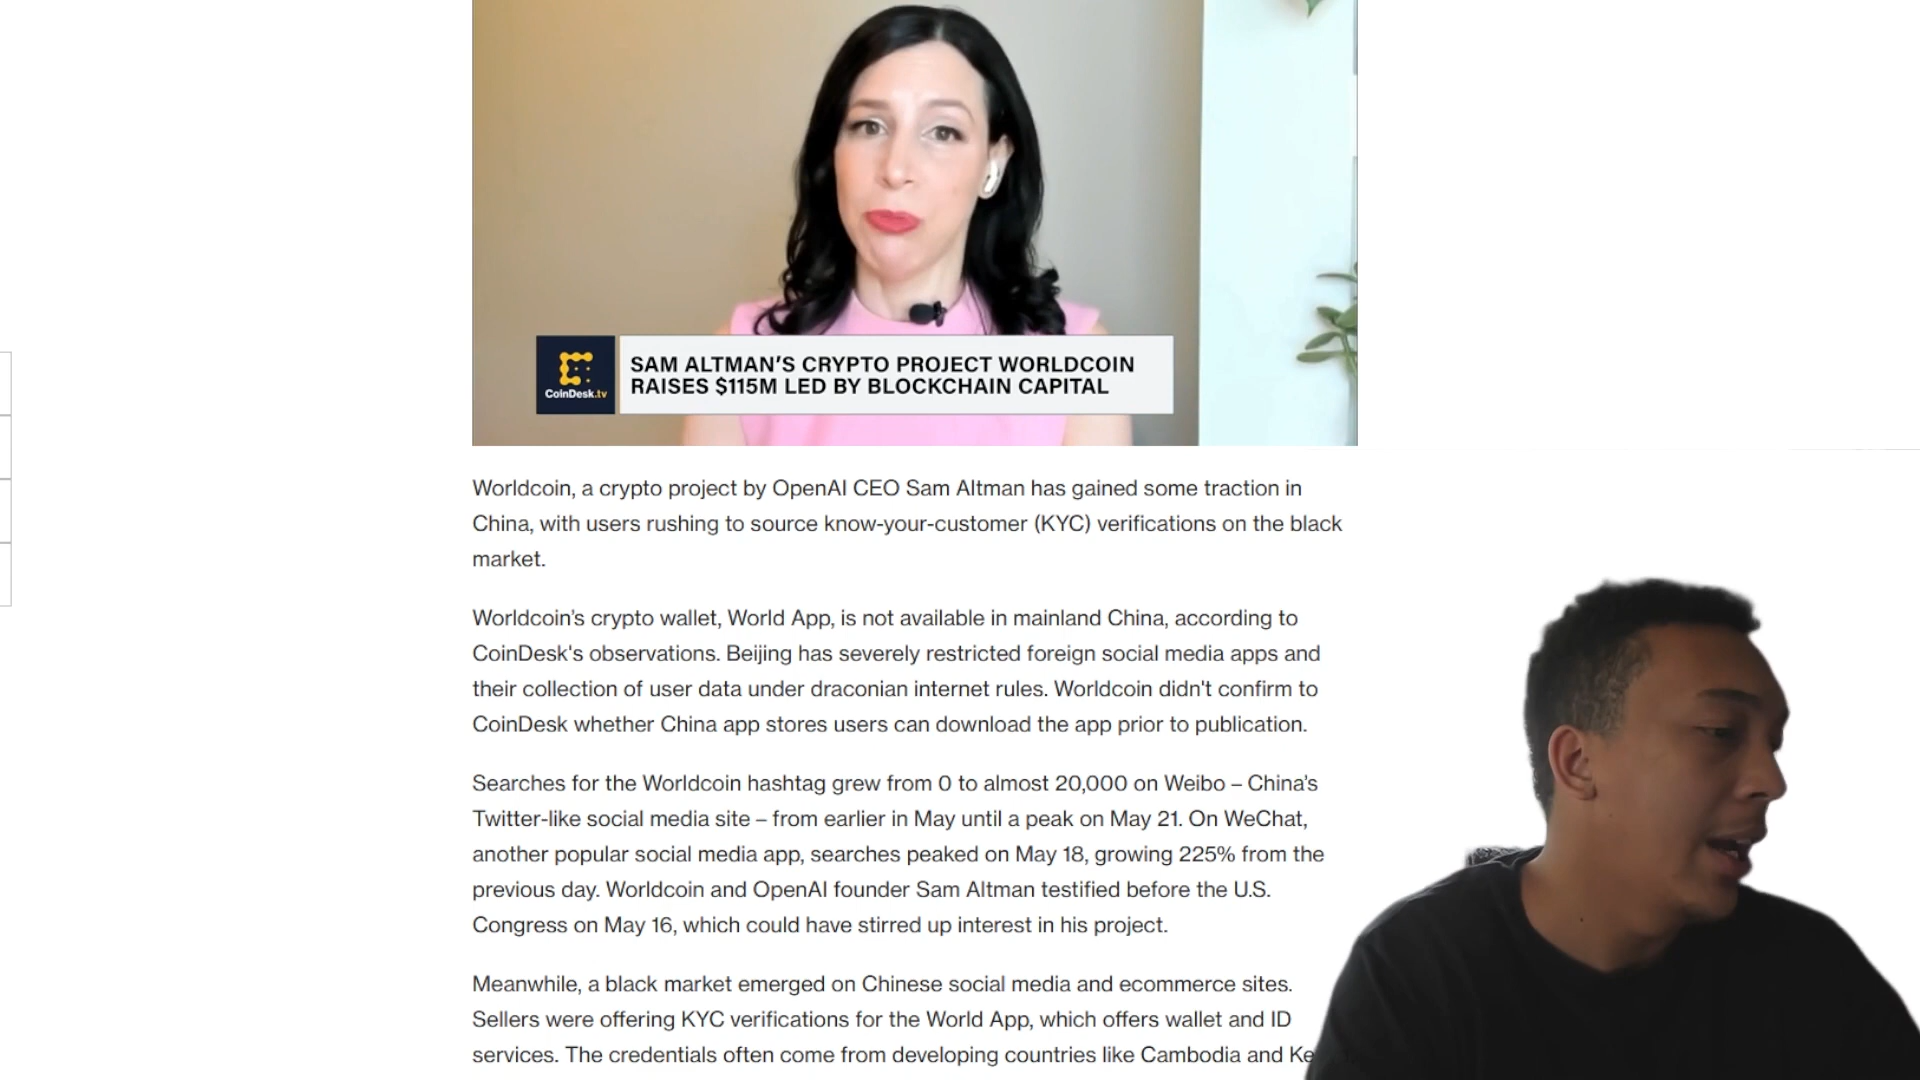 SAM ALTMAN'S CRYPTO PROJECT WORLDCOIN
RAISES $115M LED BY BLOCKCHAIN CAPITAL
CoinDesk.tv
Worldcoin, a crypto project by OpenAI CEO Sam Altman has gained some traction in
China, with users rushing to source know-your-customer (KYC) verifications on the black
market.
Worldcoin's crypto wallet, World App, is not available in mainland China, according to
CoinDesk's observations. Beijing has severely restricted foreign social media apps and
their collection of user data under draconian internet rules. Worldcoin didn't confirm to
CoinDesk whether China app stores users can download the app prior to publication.
Searches for the Worldcoin hashtag grew from 0 to almost 20,000 on Weibo – China's
Twitter-like social media site – from earlier in May until a peak on May 21. On WeChat,
another popular social media app, searches peaked on May 18, growing 225% from the
previous day. Worldcoin and OpenAI founder Sam Altman testified before the U.S.
Congress on May 16, which could have stirred up interest in his project.
Meanwhile, a black market emerged on Chinese social media and ecommerce sites.
Sellers were offering KYC verifications for the World App, which offers wallet and ID
services. The credentials often come from developing countries like Cambodia and